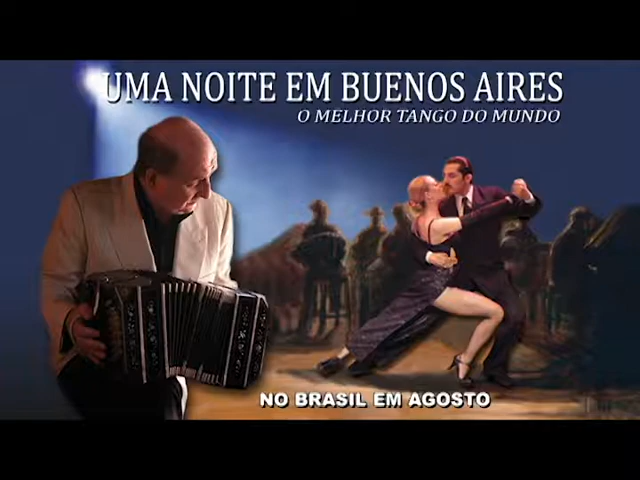 UMA NOITE EM BUENOS AIRES
O MELHOR TANGO DO MUNDO
NO BRASIL EM AGOSTO